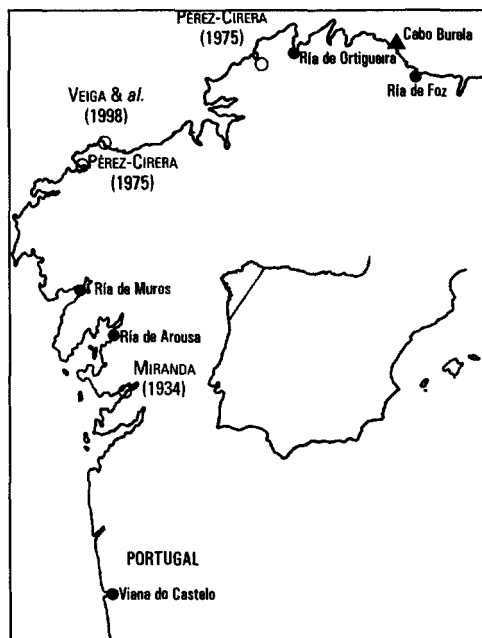 PÉREZ-CIRERA
(1975)
Cabo Burela
Ría de Ortigueira
Ría de Foz
VEIGA & al.
(1998)
PÉREZ-CIRERA
(1975)
Ría de Muros
Ría de Arousa
MIRANDA
(1934)
PORTUGAL
Viana do Castelo